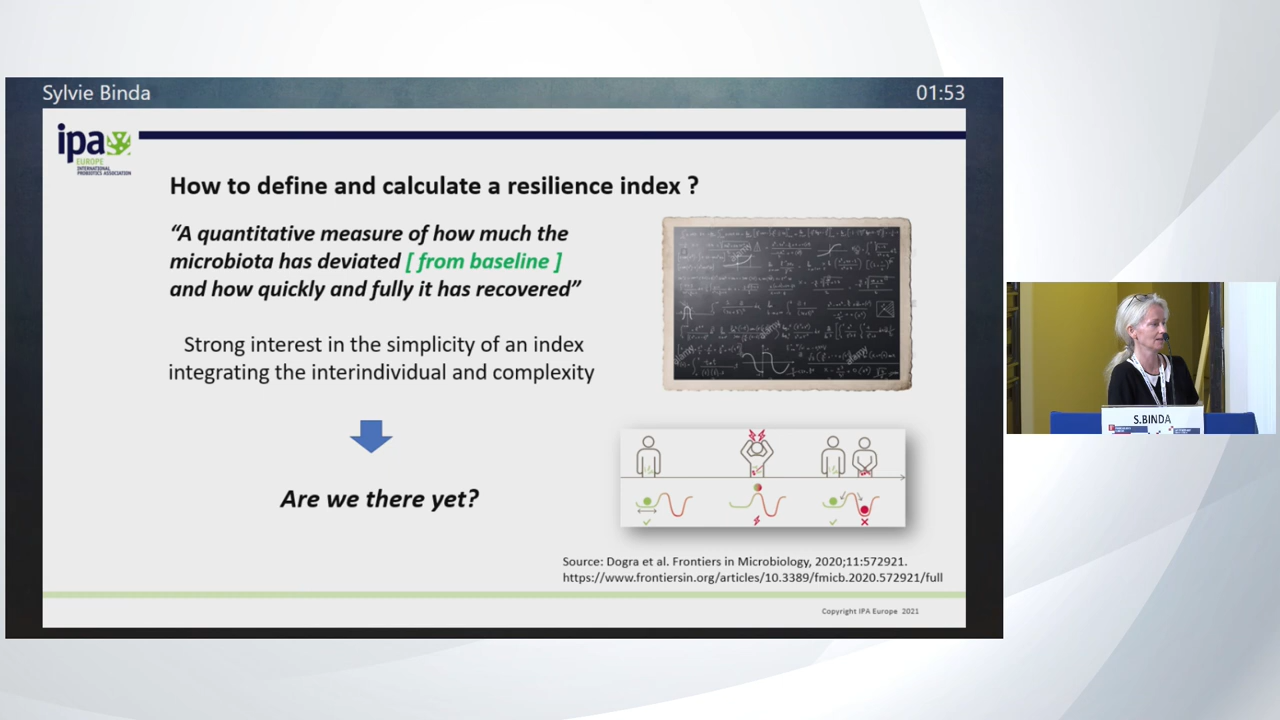 Sylvie Binda
01:53
ipa
EUROPE
INTERNATIONAL
PROBIOTICS ASSOCIATION
How to define and calculate a resilience index ?
“A quantitative measure of how much the
microbiota has deviated [ from baseline ]
and how quickly and fully it has recovered”
Strong interest in the simplicity of an index
integrating the interindividual and complexity
Are we there yet?
Source: Dogra et al. Frontiers in Microbiology, 2020;11:572921.
https://www.frontiersin.org/articles/10.3389/fmicb.2020.572921/full
Copyright IPA Europe 2021
S.BINDA